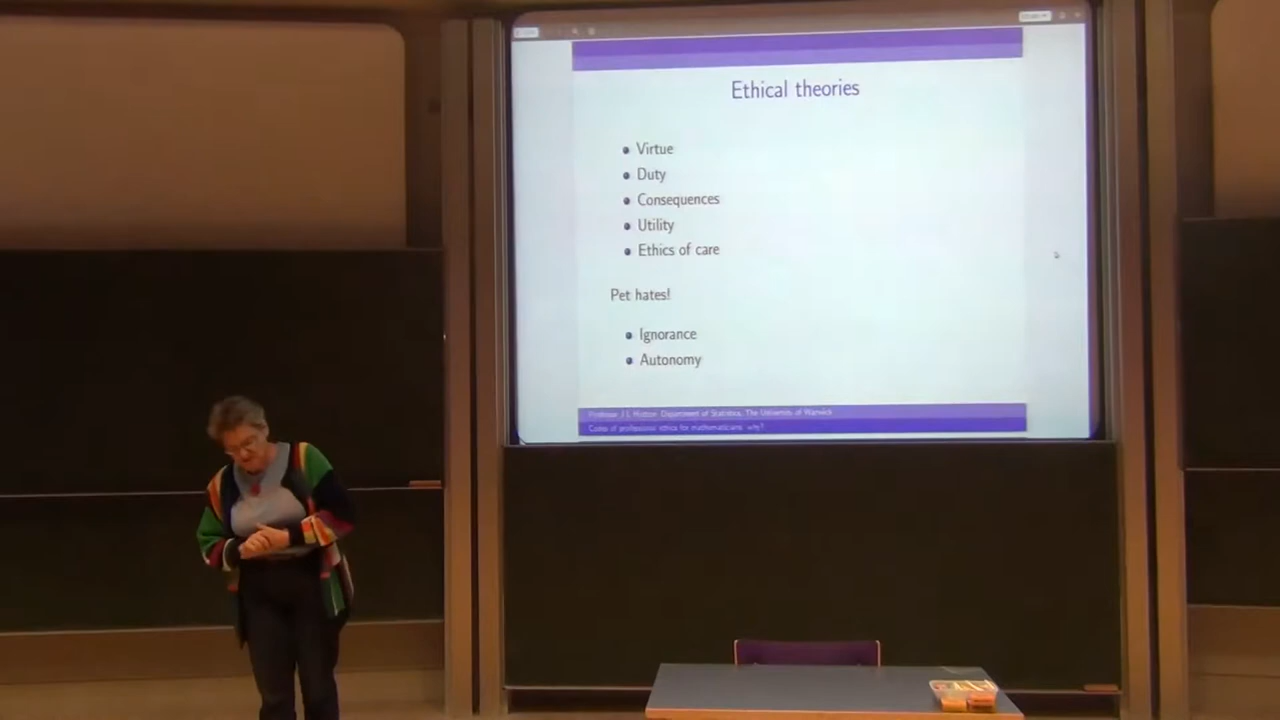 Ethical theories
Virtue
Duty
Consequences
Utility
Ethics of care
Pet hates!
Ignorance
Autonomy
Professor J L Hutton Department of Statistics, The University of Warwick
Costs of professional ethics for mathematicians: why?